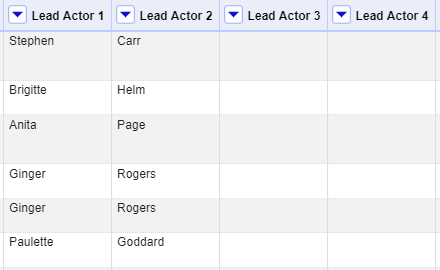 Lead Actor 1 Lead Actor 2 Lead Actor 3 Lead Actor 4
Stephen Carr
Brigitte Helm
Anita Page
Ginger Rogers
Ginger Rogers
Paulette Goddard